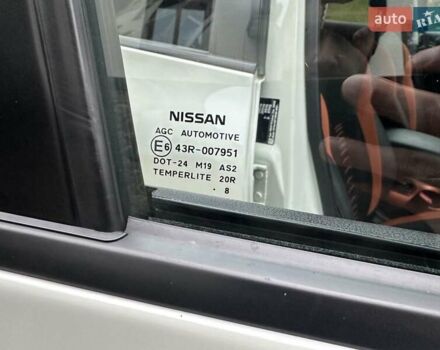 auto RIA
NISSAN
AGC AUTOMOTIVE
E6 43R-007951
DOT-24 M19 AS2
TEMPERLITE 20R
. 8